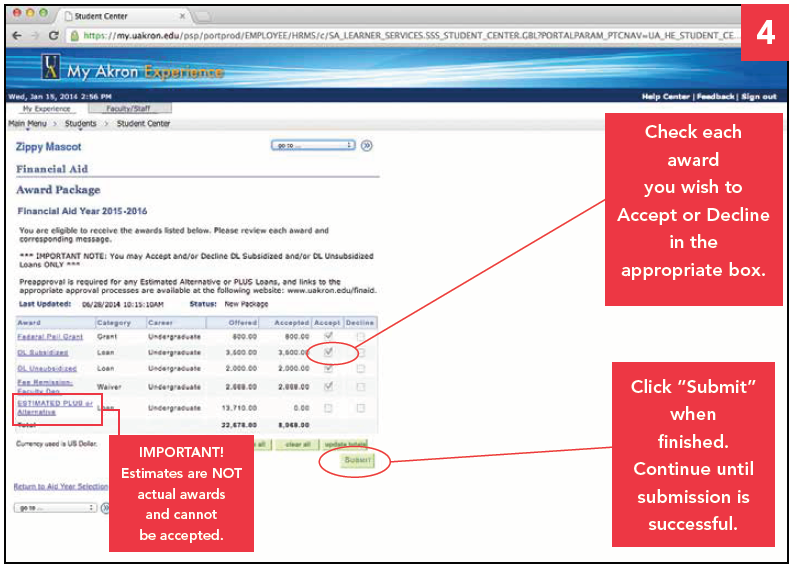 Student Center
4
https://my.uakron.edu/psp/portprod/EMPLOYEE/HRMS/c/SA_LEARNER_SERVICES.SSS_STUDENT_CENTER.GBL?PORTALPARAM_PTCNAV=UA_HE_STUDENT_CE...
My Akron Experience
Wed, Jan 15, 2014 2:56 PM
Help Center | Feedback | Sign out
My Experience Faculty/Staff
Main Menu > Students > Student Center
Zippy Mascot
go to ...
Financial Aid
Award Package
Financial Aid Year 2015-2016
You are eligible to receive the awards listed below. Please review each award and
corresponding message.
*** IMPORTANT NOTE: You may Accept and/or Decline DL Subsidized and/or DL Unsubsidized
Loans ONLY ***
Preapproval is required for any Estimated Alternative or PLUS Loans, and links to the
appropriate approval processes are available at the following website: www.uakron.edu/finaid.
Last Updated: 06/28/2014 10:15:10AM Status: New Package
Award Category Career Offered Accepted Accept Decline
Federal Pell Grant Grant Undergraduate 800.00 800.00
DL Subsidized Loan Undergraduate 3,500.00 3,500.00
DL Unsubsidized Loan Undergraduate 2,000.00 2,000.00
Fee Remission-
Faculty Dep Waiver Undergraduate 2,668.00 2,668.00
ESTIMATED PLUS or
Alternative Loan Undergraduate 13,710.00 0.00
Total 22,678.00 8,968.00
Currency used is US Dollar.
all clear all update totals
SUBMIT
Return to Aid Year Selection
go to ...
Check each
award
you wish to
Accept or Decline
in the
appropriate box.
Click “Submit”
when
finished.
Continue until
submission is
successful.
IMPORTANT!
Estimates are NOT
actual awards
and cannot
be accepted.